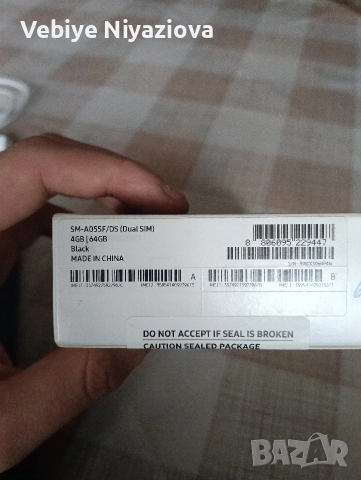 Vebiye Niyaziova
SM-A055F/DS (Dual SIM)
4GB | 64GB
Black
MADE IN CHINA
8 806095 229447
A
B
DO NOT ACCEPT IF SEAL IS BROKEN
CAUTION SEALED PACKAGE
BAZAR